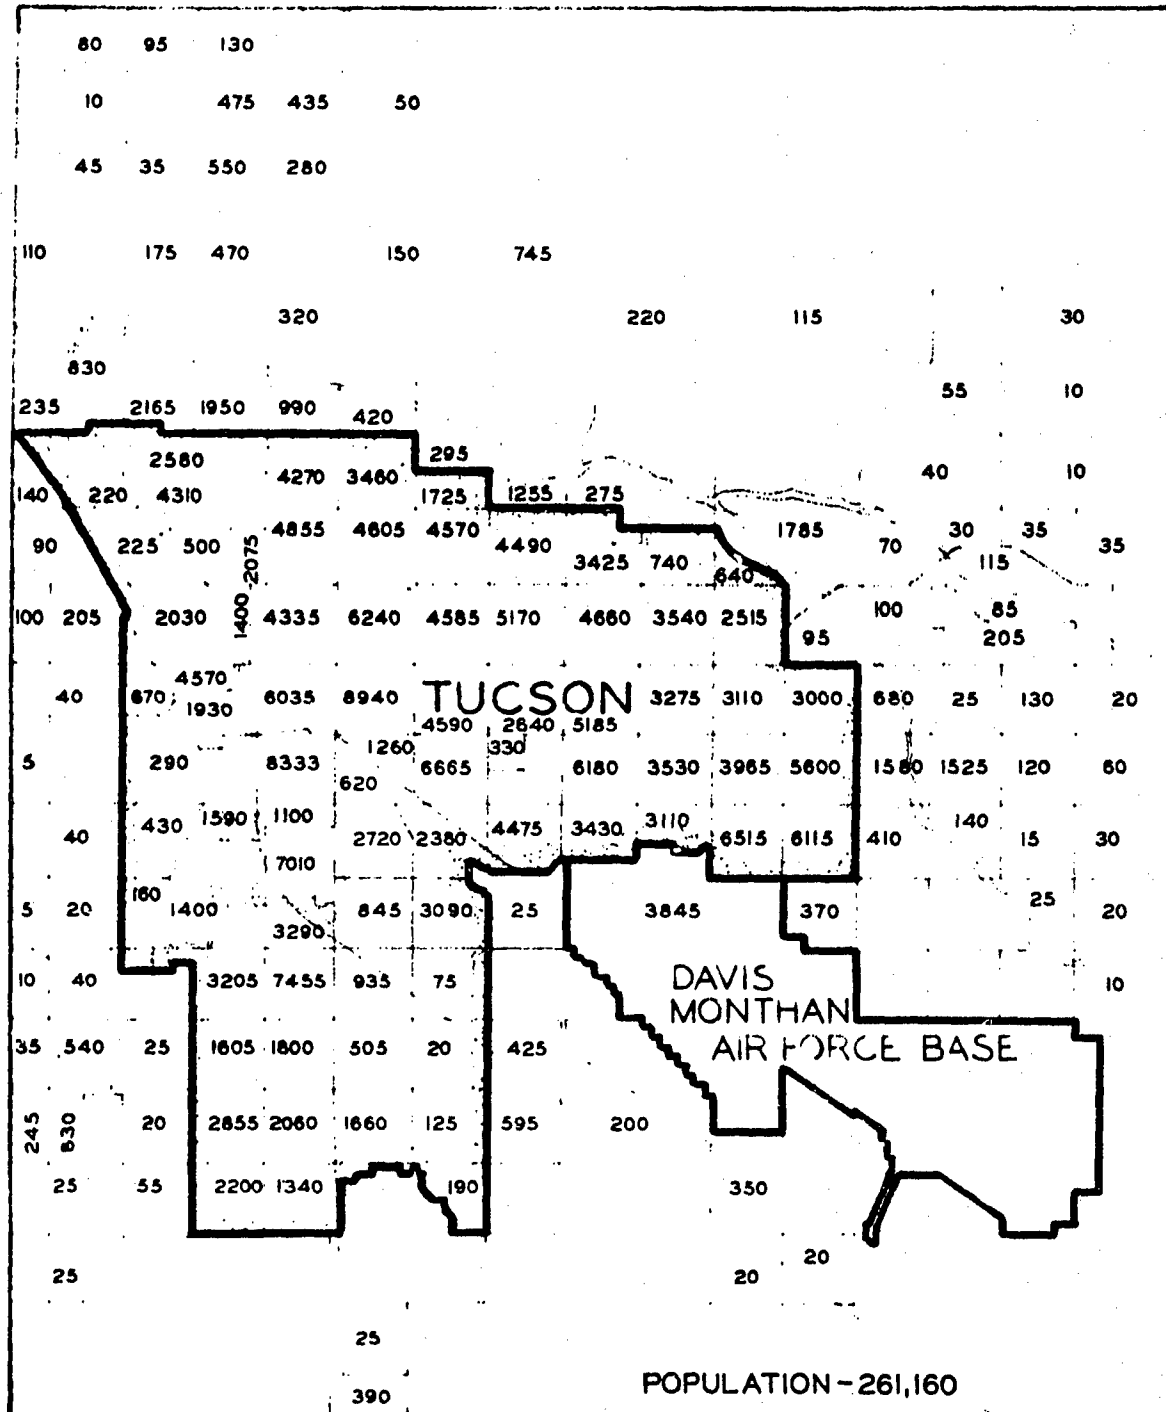 80 95 130
10 475 435 50
45 35 550 280
110 175 470 150 745
320 220 115 30
830
55 10
235 2165 1950 990 420
295
2580
4270 3460 40 10
140 220 4310 1725 1255 275
4855 4605 4570 1785 30 35
90 225 500 4490 70 35
3425 740 115
640
1400 2075
100 205 2030 4335 6240 4585 5170 4660 3540 2515 100 85
95 205
4570
40 670 1930 6035 8940 TUCSON 3275 3110 3000 680 25 130 20
4590 2640 5185
1260 330
5 290 8333 6665 6180 3530 3965 5600 1580 1525 120 60
620
430 1590 1100 3110 140
40 2720 2380 4475 3430 6515 6115 410 15 30
7010
160 25
5 20 1400 845 3090 25 3845 370 20
3290
10 40 3205 7455 935 75 DAVIS 10
MONTHAN
35 540 25 1605 1800 505 20 425 AIR FORCE BASE
245 830 20 2855 2060 1660 125 595 200
25 55 2200 1340 190 350
20
25 20
25
390
POPULATION-261,160